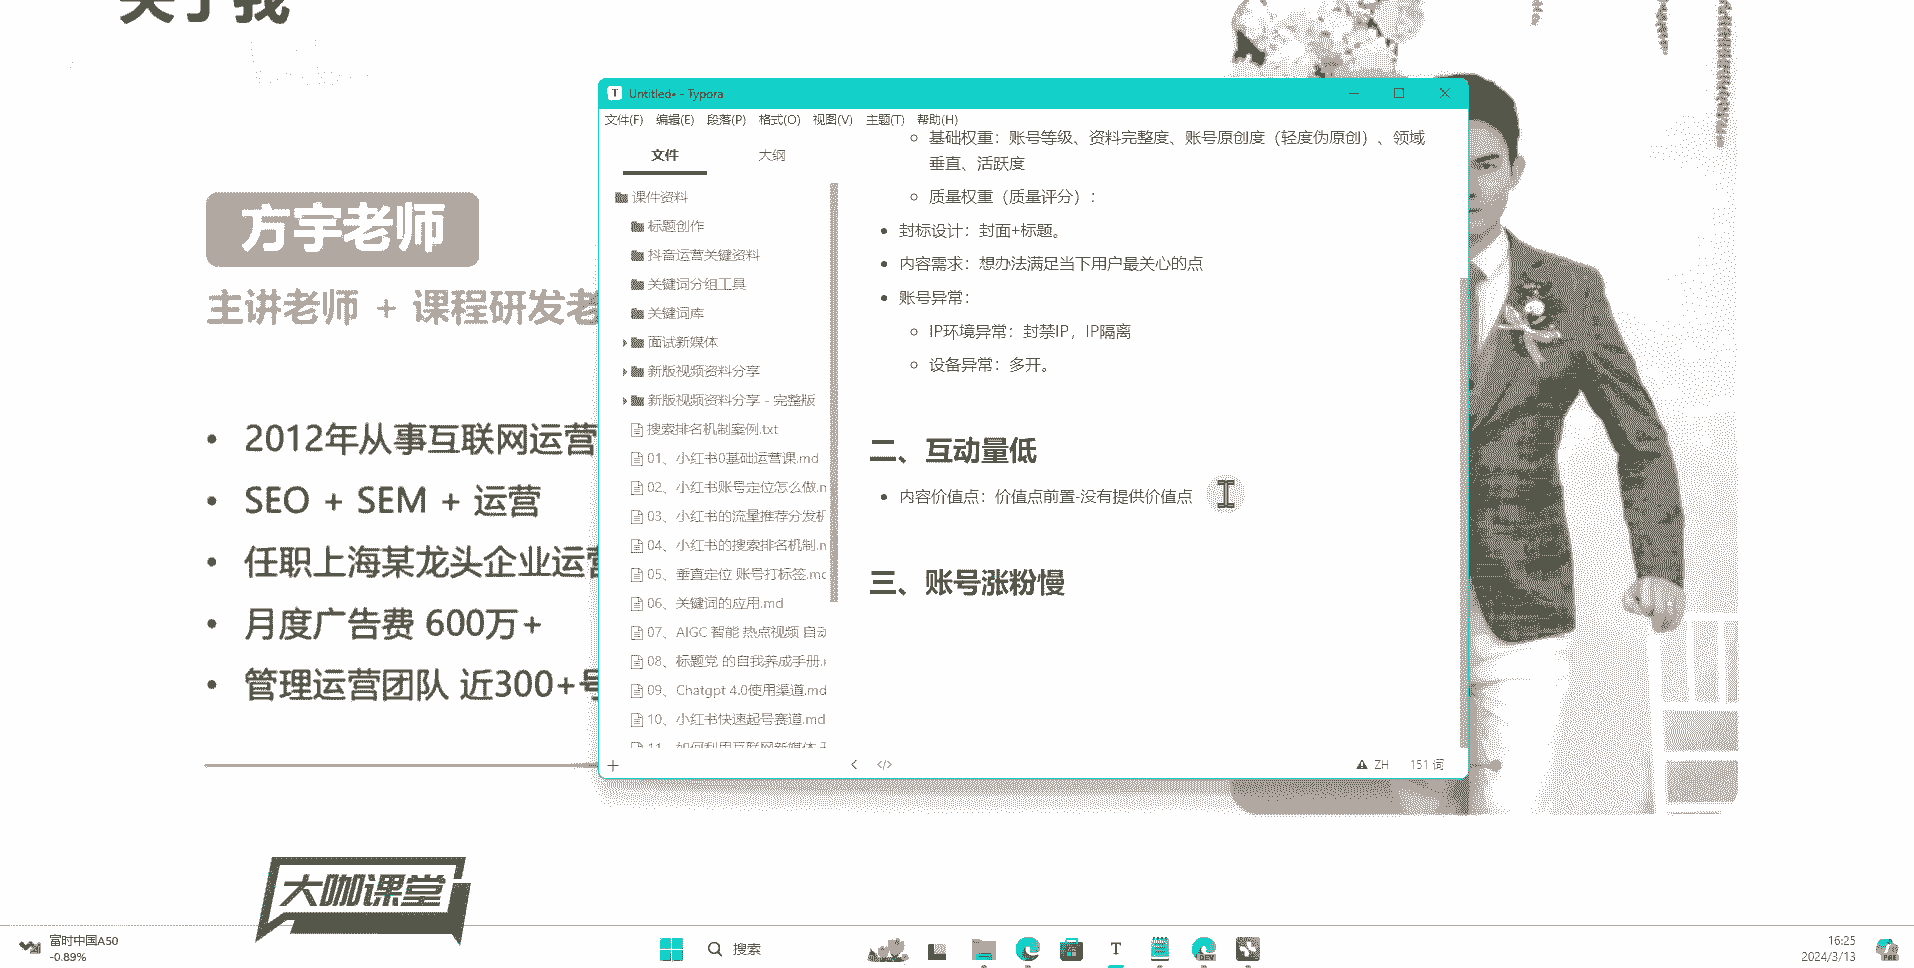 关于我
方宇老师
主讲老师 + 课程研发老
• 2012年从事互联网运营
• SEO + SEM + 运营
• 任职上海某龙头企业运营
• 月度广告费 600万+
• 管理运营团队 近300+号
大咖课堂
Untitled• - Typora
文件(F) 编辑(E) 段落(P) 格式(O) 视图(V) 主题(T) 帮助(H)
文件 大纲
课件资料
标题创作
抖音运营关键资料
关键词分组工具
关键词库
面试新媒体
新版视频资料分享
新版视频资料分享 - 完整版
搜索排名机制案例.txt
01、小红书0基础运营课.md
02、小红书账号定位怎么做.m
03、小红书的流量推荐分发机
04、小红书的搜索排名机制.m
05、垂直定位 账号打标签.md
06、关键词的应用.md
07、AIGC 智能 热点视频 自动
08、标题党 的自我养成手册.
09、Chatgpt 4.0使用渠道.md
10、小红书快速起号赛道.md
11、如何利用互联网新媒体
基础权重：账号等级、资料完整度、账号原创度（轻度伪原创）、领域
垂直、活跃度
质量权重（质量评分）：
• 封标设计：封面+标题。
• 内容需求：想办法满足当下用户最关心的点
• 账号异常：
IP环境异常：封禁IP，IP隔离
设备异常：多开。
二、互动量低
• 内容价值点：价值点前置-没有提供价值点
三、账号涨粉慢
ZH 151 词
富时中国A50
-0.89%
搜索
16:25
2024/3/13